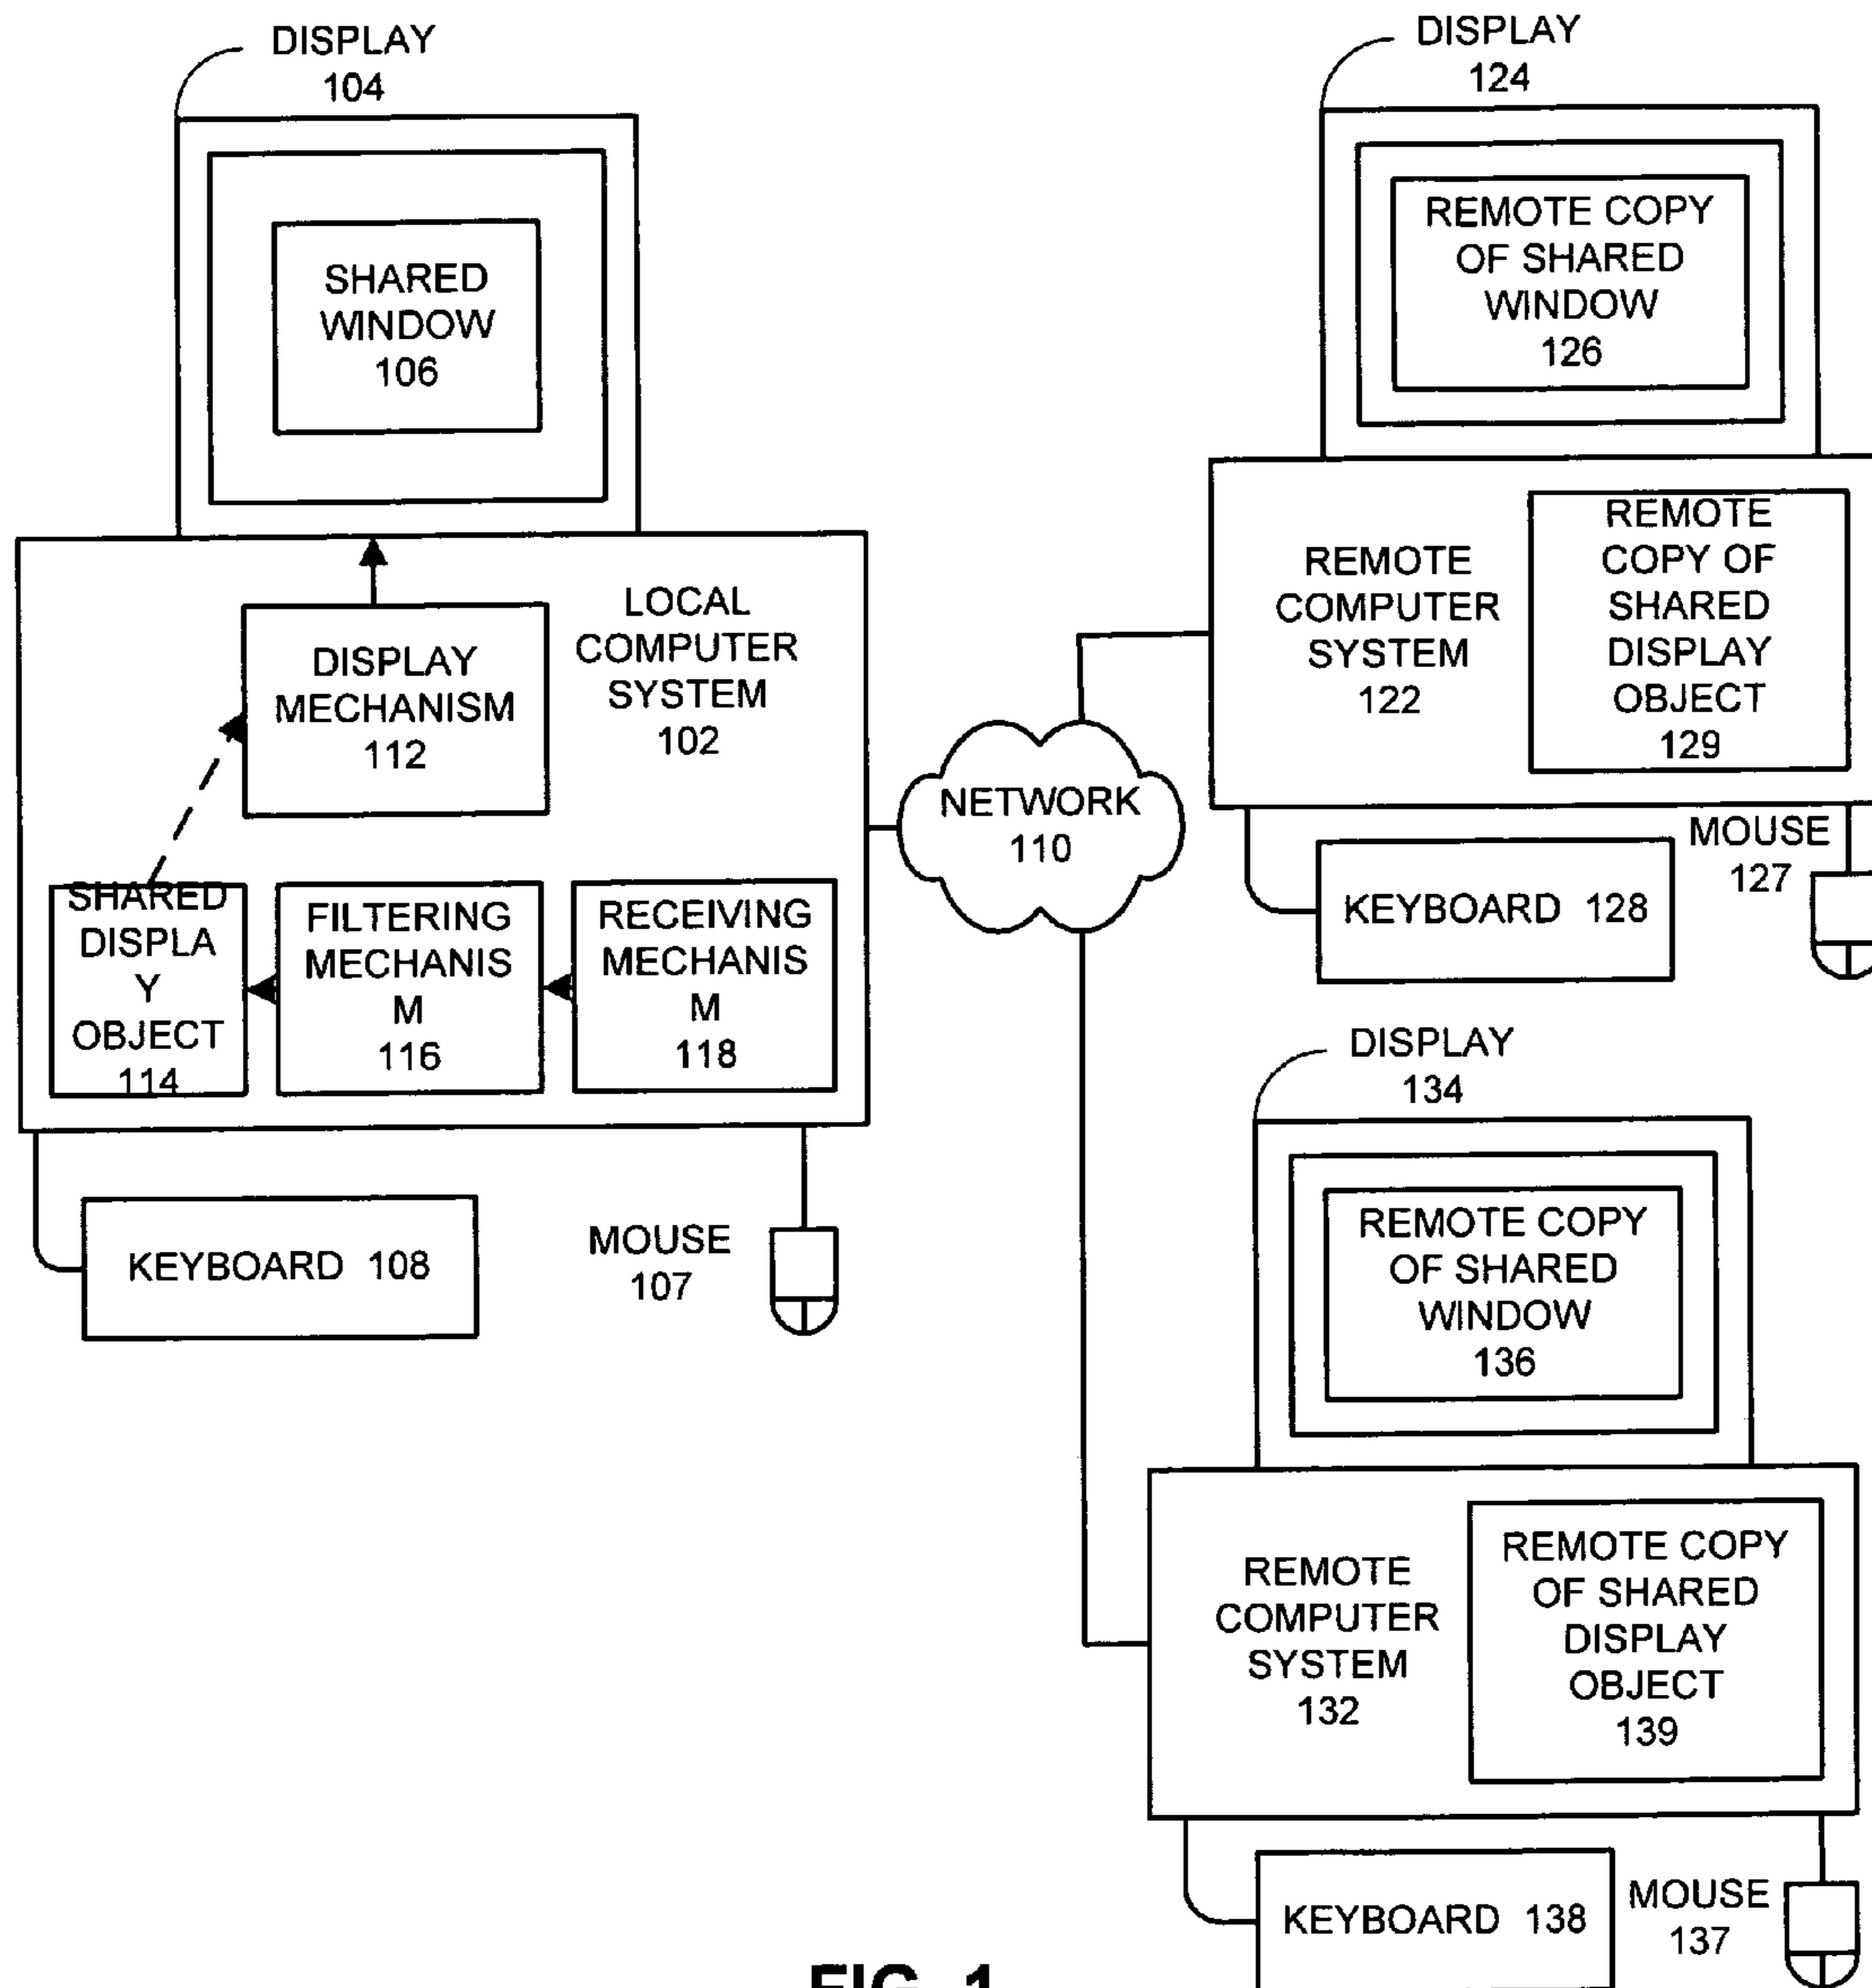 DISPLAY
104
SHARED
WINDOW
106
LOCAL
COMPUTER
SYSTEM
102
DISPLAY
MECHANISM
112
SHARED
DISPLA
Y
OBJECT
114
FILTERING
MECHANIS
M
116
RECEIVING
MECHANIS
M
118
KEYBOARD 108
MOUSE
107
NETWORK
110
DISPLAY
124
REMOTE COPY
OF SHARED
WINDOW
126
REMOTE
COMPUTER
SYSTEM
122
REMOTE
COPY OF
SHARED
DISPLAY
OBJECT
129
KEYBOARD 128
MOUSE
127
DISPLAY
134
REMOTE COPY
OF SHARED
WINDOW
136
REMOTE
COMPUTER
SYSTEM
132
REMOTE COPY
OF SHARED
DISPLAY
OBJECT
139
KEYBOARD 138
MOUSE
137
FIG. 1